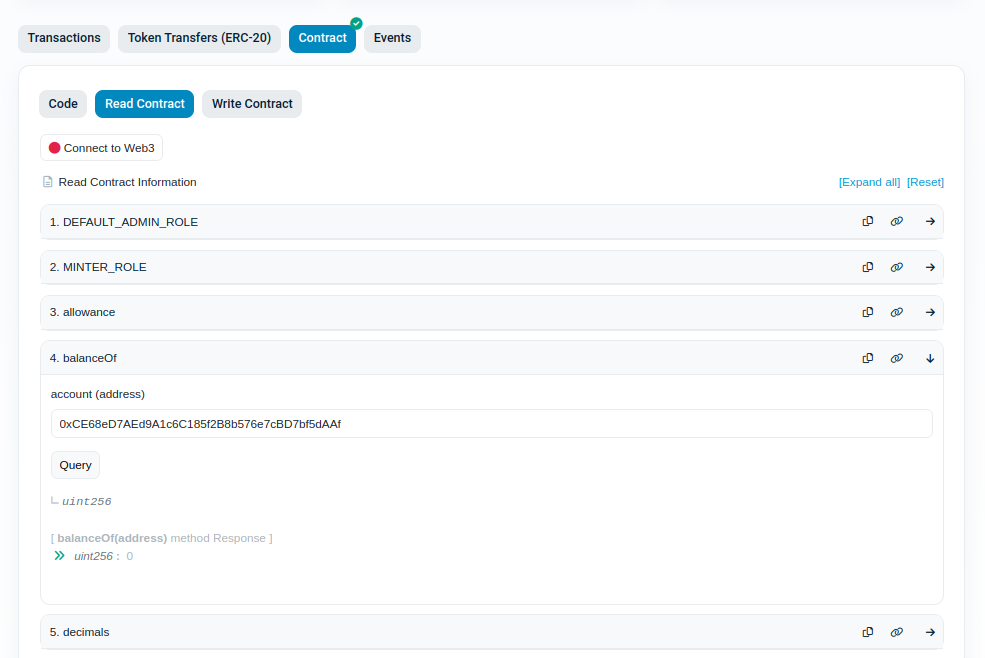 Transactions Token Transfers (ERC-20) Contract Events
Code Read Contract Write Contract
Connect to Web3
Read Contract Information [Expand all] [Reset]
1. DEFAULT_ADMIN_ROLE
2. MINTER_ROLE
3. allowance
4. balanceOf
account (address)
0xCE68eD7AEd9A1c6C185f2B8b576e7cBD7bf5dAAf
Query
uint256
[ balanceOf(address) method Response ]
uint256 : 0
5. decimals